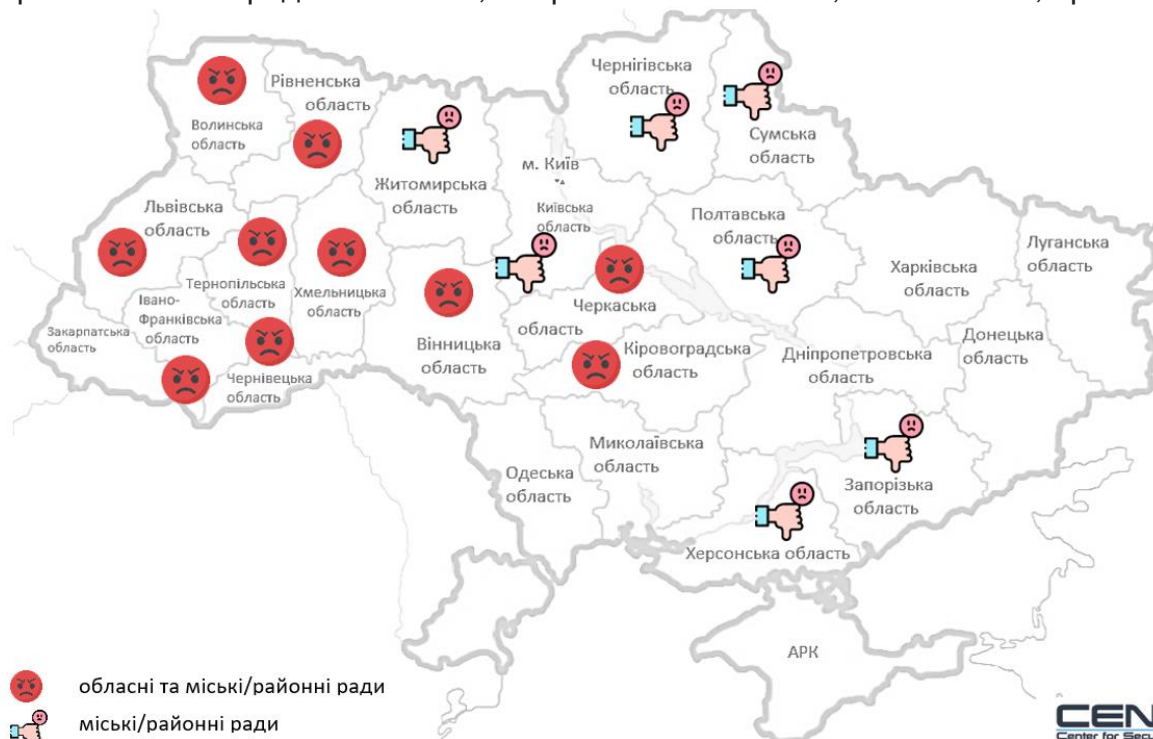 Рівненська
область
Волинська
область
Чернігівська
область
Сумська
область
Житомирська
область
м. Київ
Київська
область
Львівська
область
Полтавська
область
Луганська
область
Харківська
область
Тернопільська
область
Хмельницька
область
Івано-
Франківська
область
Закарпатська
область
Черкаська
область
Вінницька
область
Кіровоградська
область
Дніпропетровська
область
Донецька
область
Чернівецька
область
Миколаївська
область
Одеська
область
Запорізька
область
Херсонська область
АРК
обласні та міські/районні ради
міські/районні ради
CEN
Center for Secu